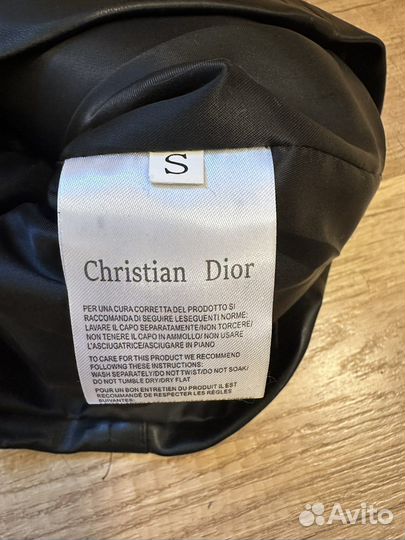 S
Christian Dior
PER UNA CURA CORRETTA DEL PRODOTTO SI
RACCOMANDA DI SEGUIRE LESEGUENTI NORME:
LAVARE IL CAPO SEPARATAMENTE/NON TORCERE/
NON TENERE IL CAPO IN AMMOLLO/ NON USARE
L'ASCIUGATRICE/ASCIUGARE IN PIANO
TO CARE FOR THIS PRODUCT WE RECOMMEND
FOLLOWING THESE INSTRUCTIONS:
WASH SEPARATELY/DO NOT TWIST/DO NOT SOAK/
DO NOT TUMBLE DRY/DRY FLAT
POUR UN BON ENTRETIEN DU PRODUIT IL EST
RECOMMANDÉ DE RESPECTER LES RÈGLES
SUIVANTES:
Avito